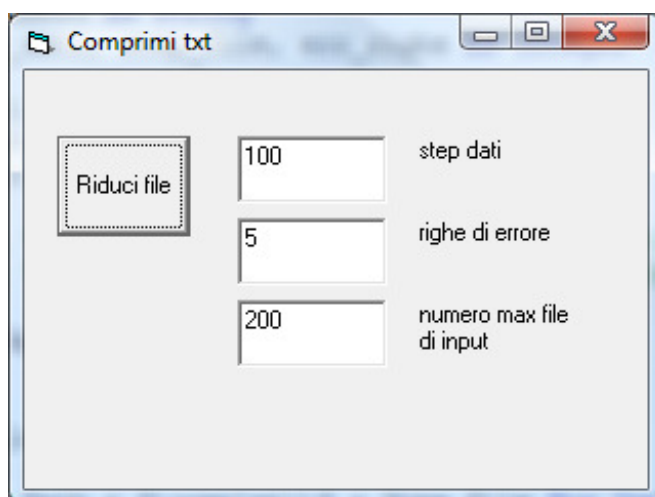 Comprimi txt
Riduci file
100
step dati
5
righe di errore
200
numero max file
di input